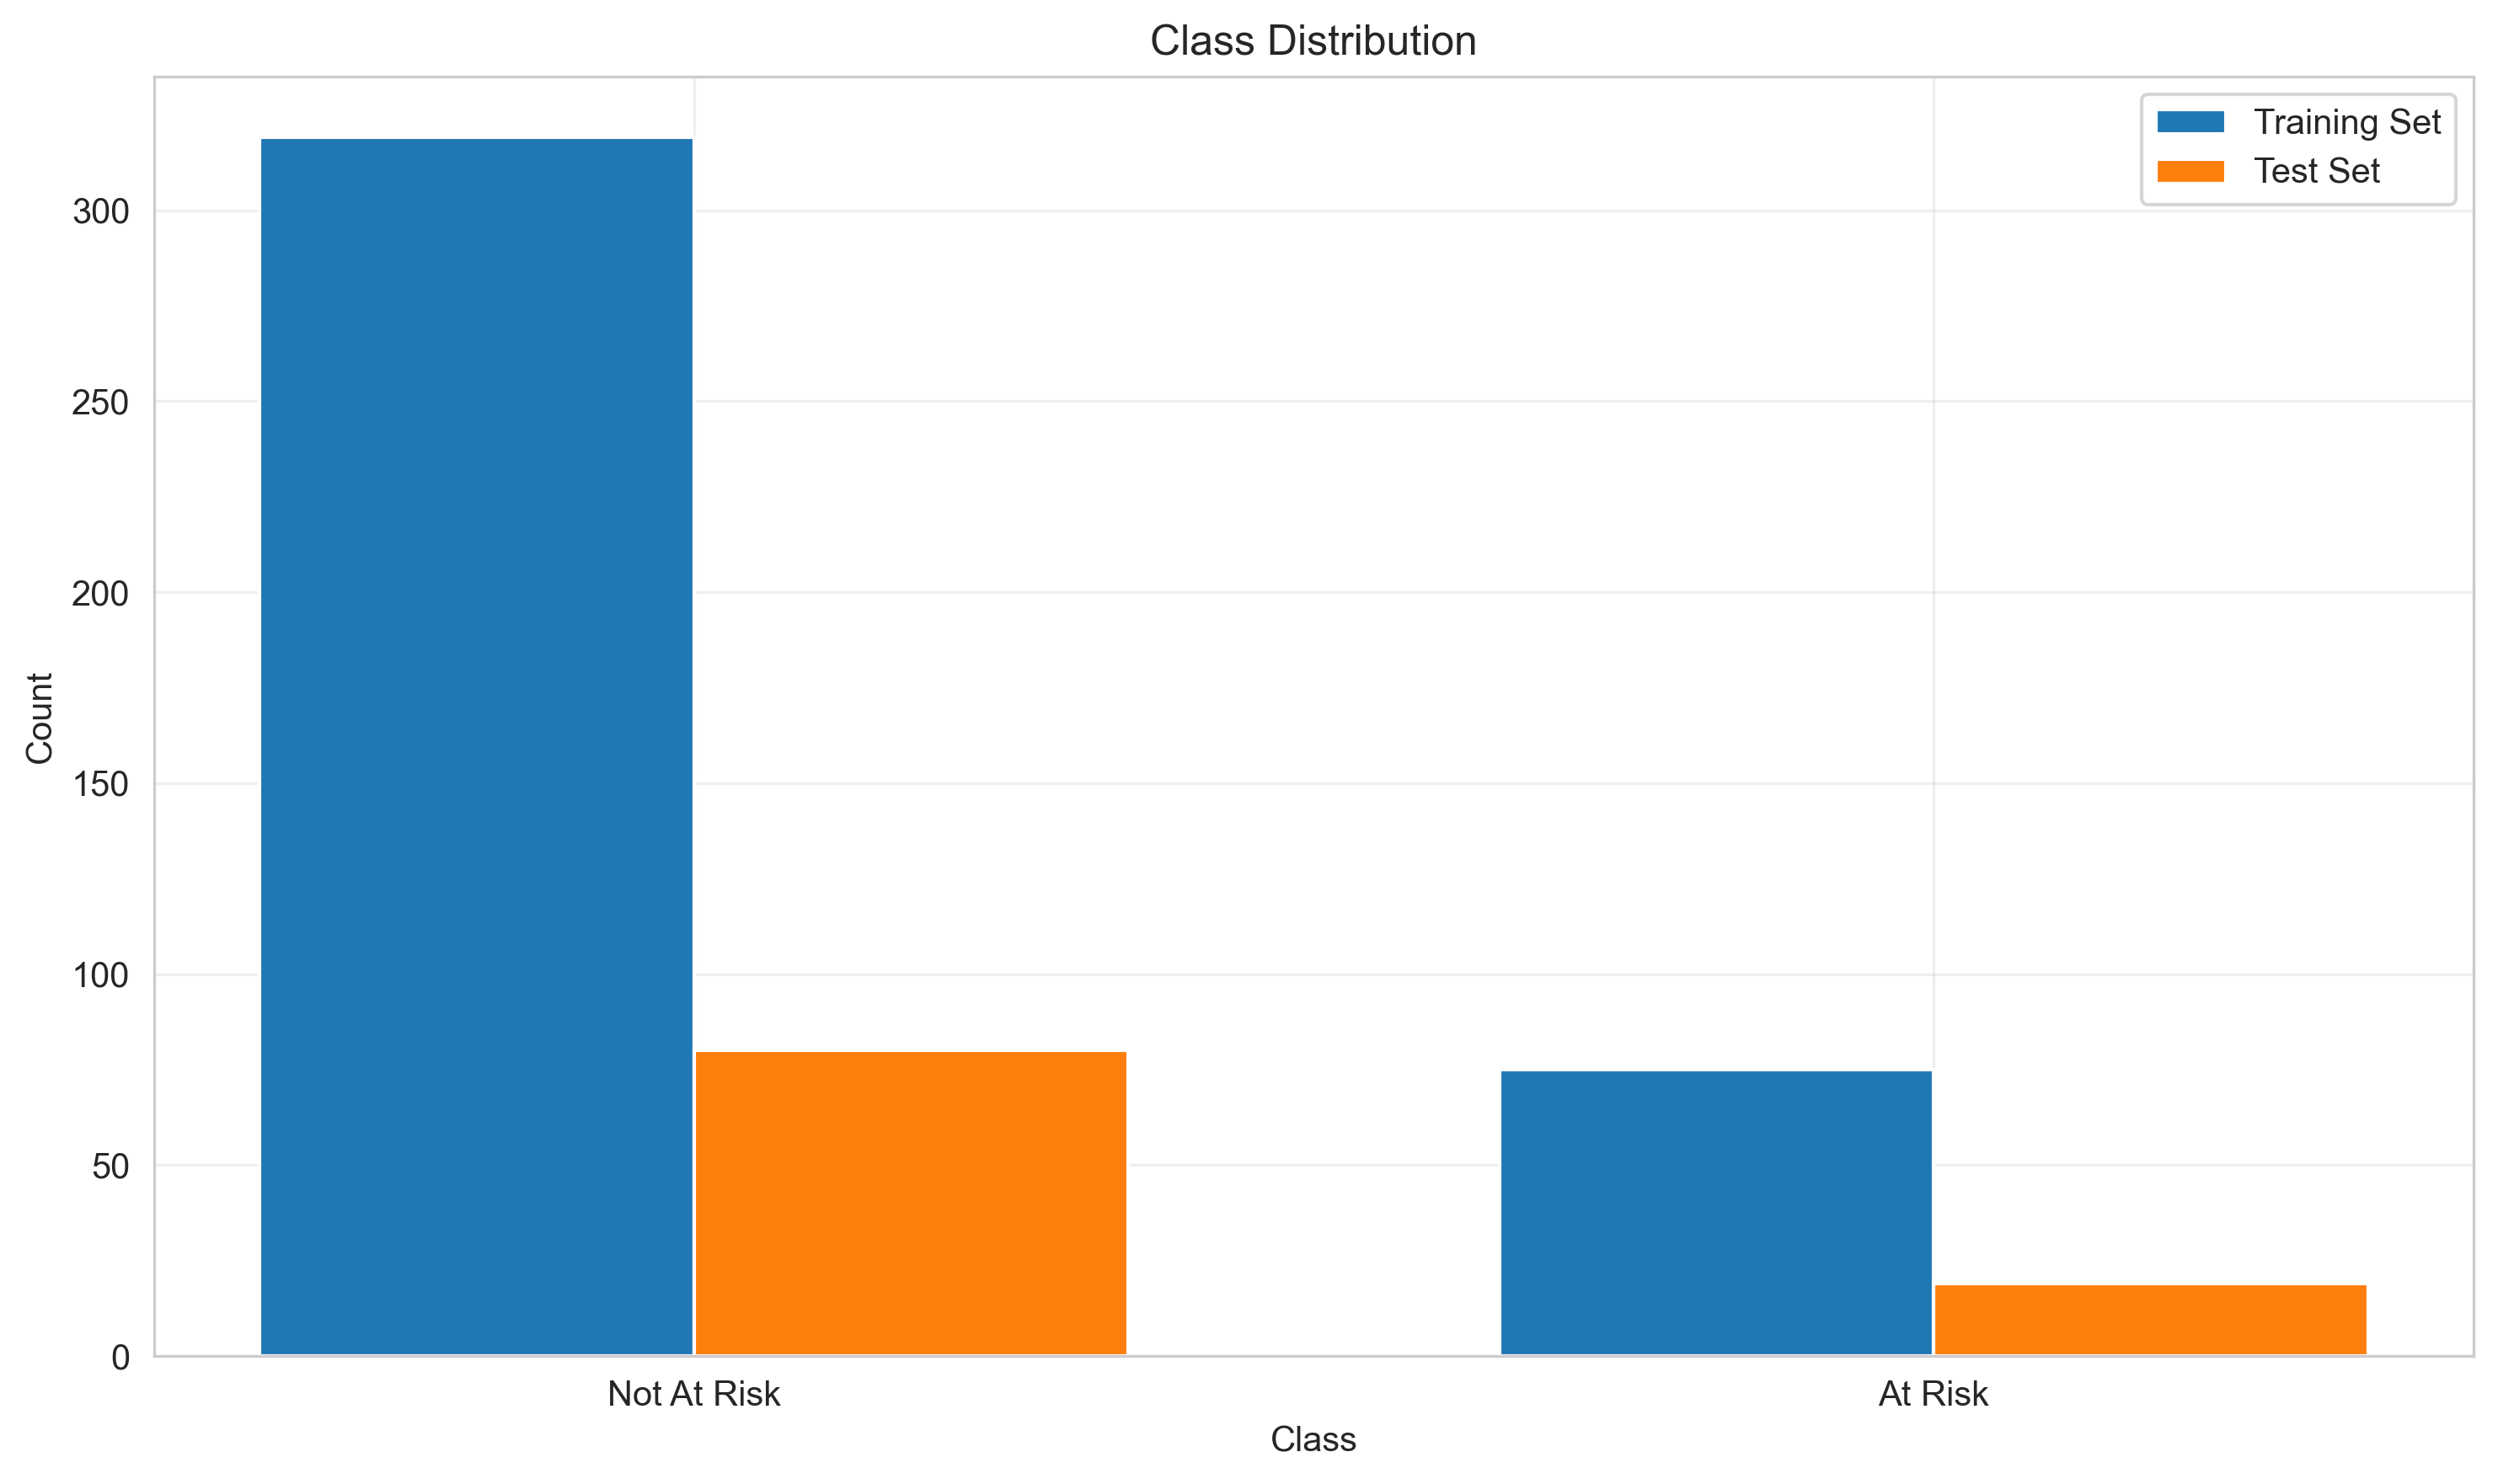 Class Distribution
Training Set
Test Set
300
250
200
150
100
50
0
Count
Not At Risk
At Risk
Class